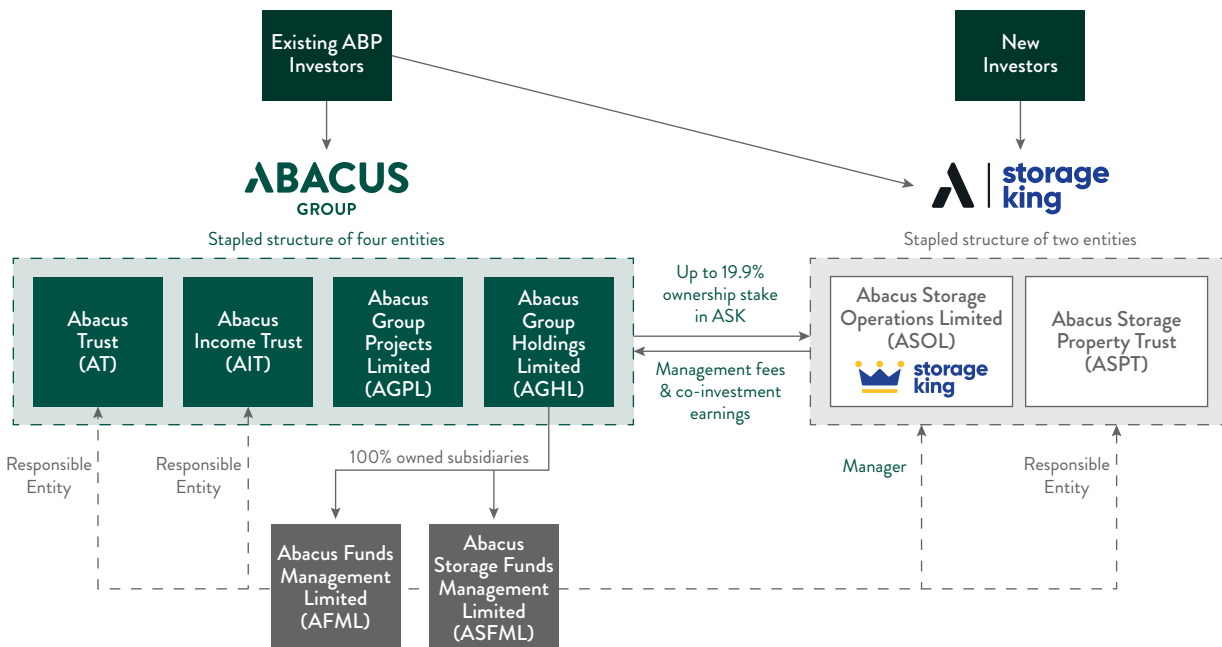 Existing ABP
Investors
New
Investors
ABACUS
GROUP
storage
king
Stapled structure of four entities
Stapled structure of two entities
Abacus
Trust
(AT)
Abacus
Income Trust
(AIT)
Abacus
Group
Projects
Limited
(AGPL)
Abacus
Group
Holdings
Limited
(AGHL)
Up to 19.9%
ownership stake
in ASK
Management fees
& co-investment
earnings
Abacus Storage
Operations Limited
(ASOL)
storage
king
Abacus Storage
Property Trust
(ASPT)
Responsible
Entity
Responsible
Entity
100% owned subsidiaries
Manager
Responsible
Entity
Abacus Funds
Management
Limited
(AFML)
Abacus
Storage Funds
Management
Limited
(ASFML)